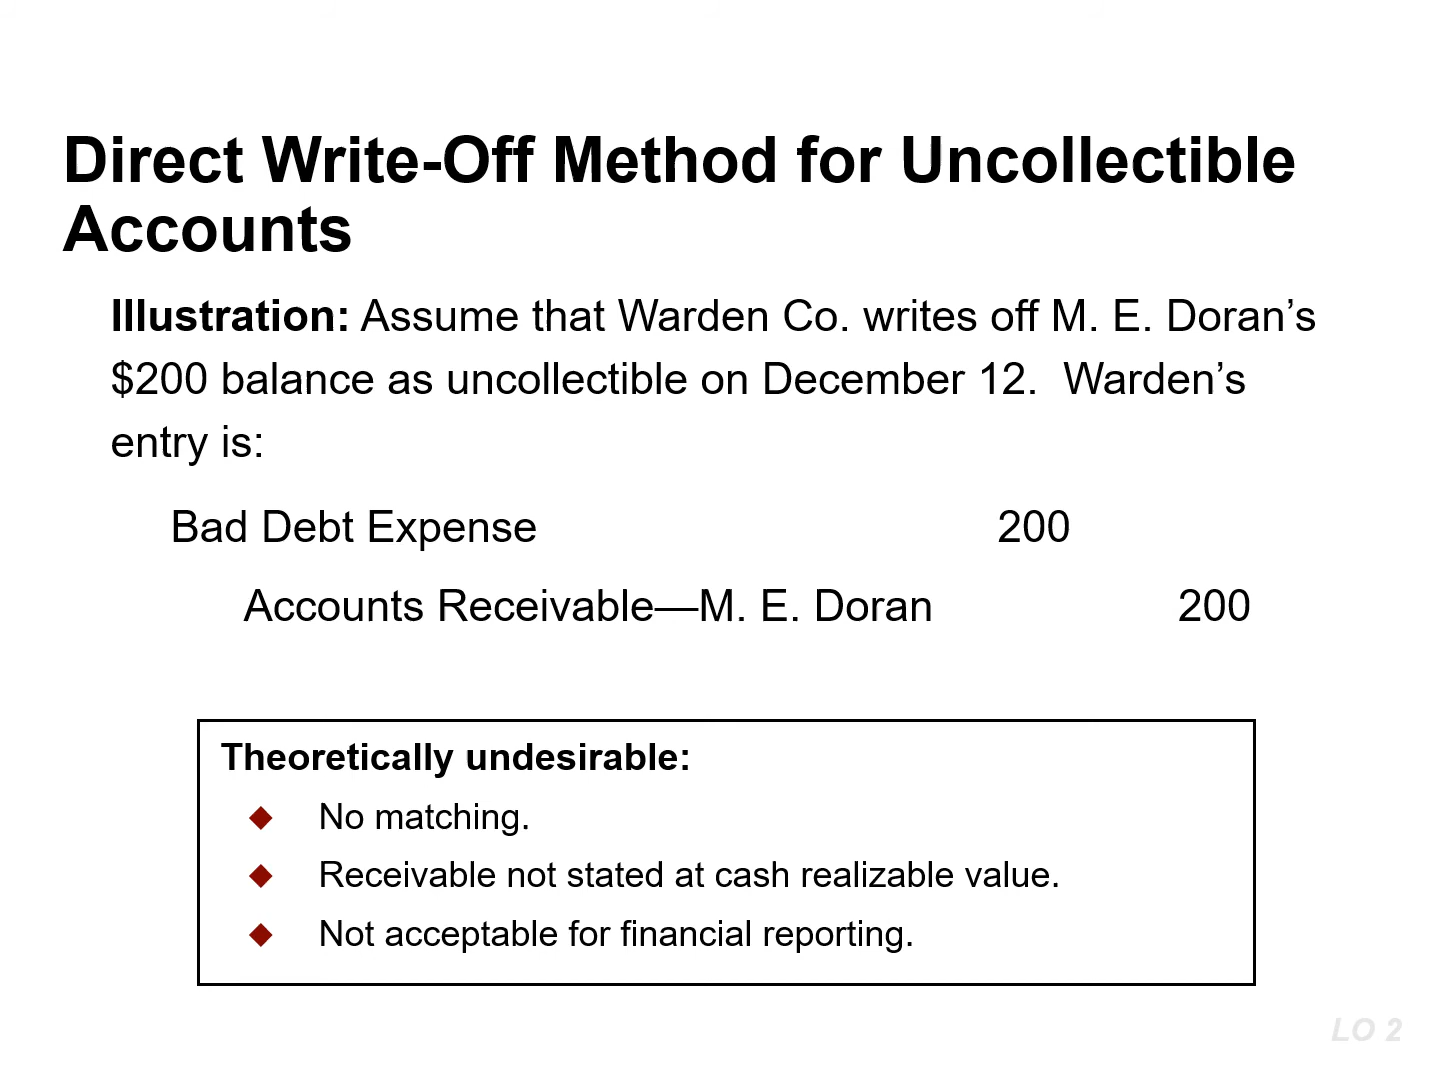 Direct Write-Off Method for Uncollectible
Accounts
Illustration: Assume that Warden Co. writes off M. E. Doran’s
$200 balance as uncollectible on December 12.  Warden’s
entry is:
Bad Debt Expense 200
Accounts Receivable—M. E. Doran 200
Theoretically undesirable:
◆ No matching.
◆ Receivable not stated at cash realizable value.
◆ Not acceptable for financial reporting.
LO 2